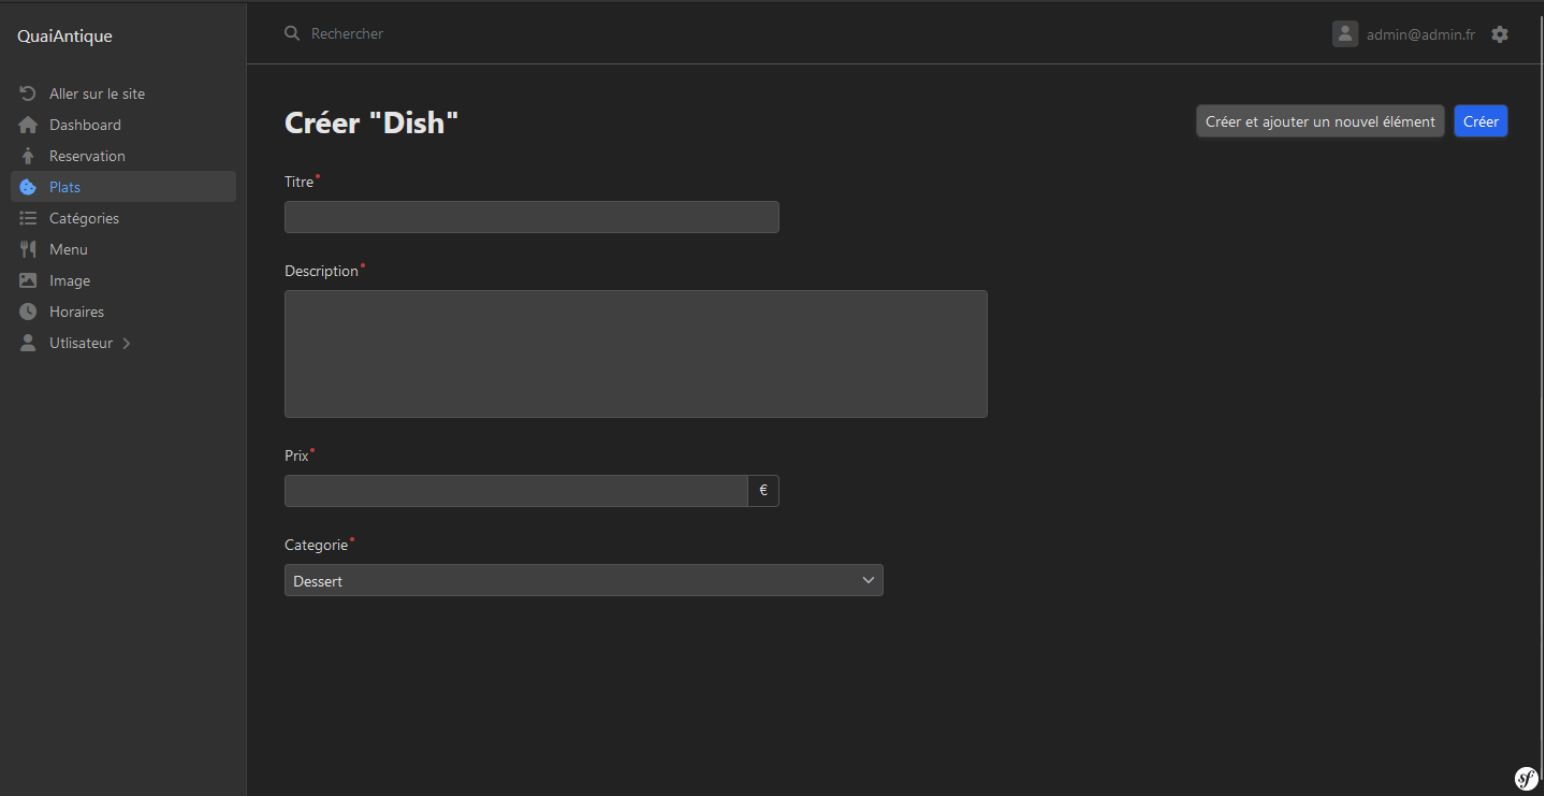 QuaiAntique
Rechercher
admin@admin.fr
Aller sur le site
Dashboard
Reservation
Plats
Catégories
Menu
Image
Horaires
Utlisateur
Créer "Dish"
Créer et ajouter un nouvel élément
Créer
Titre*
Description*
Prix*
€
Categorie*
Dessert
sf